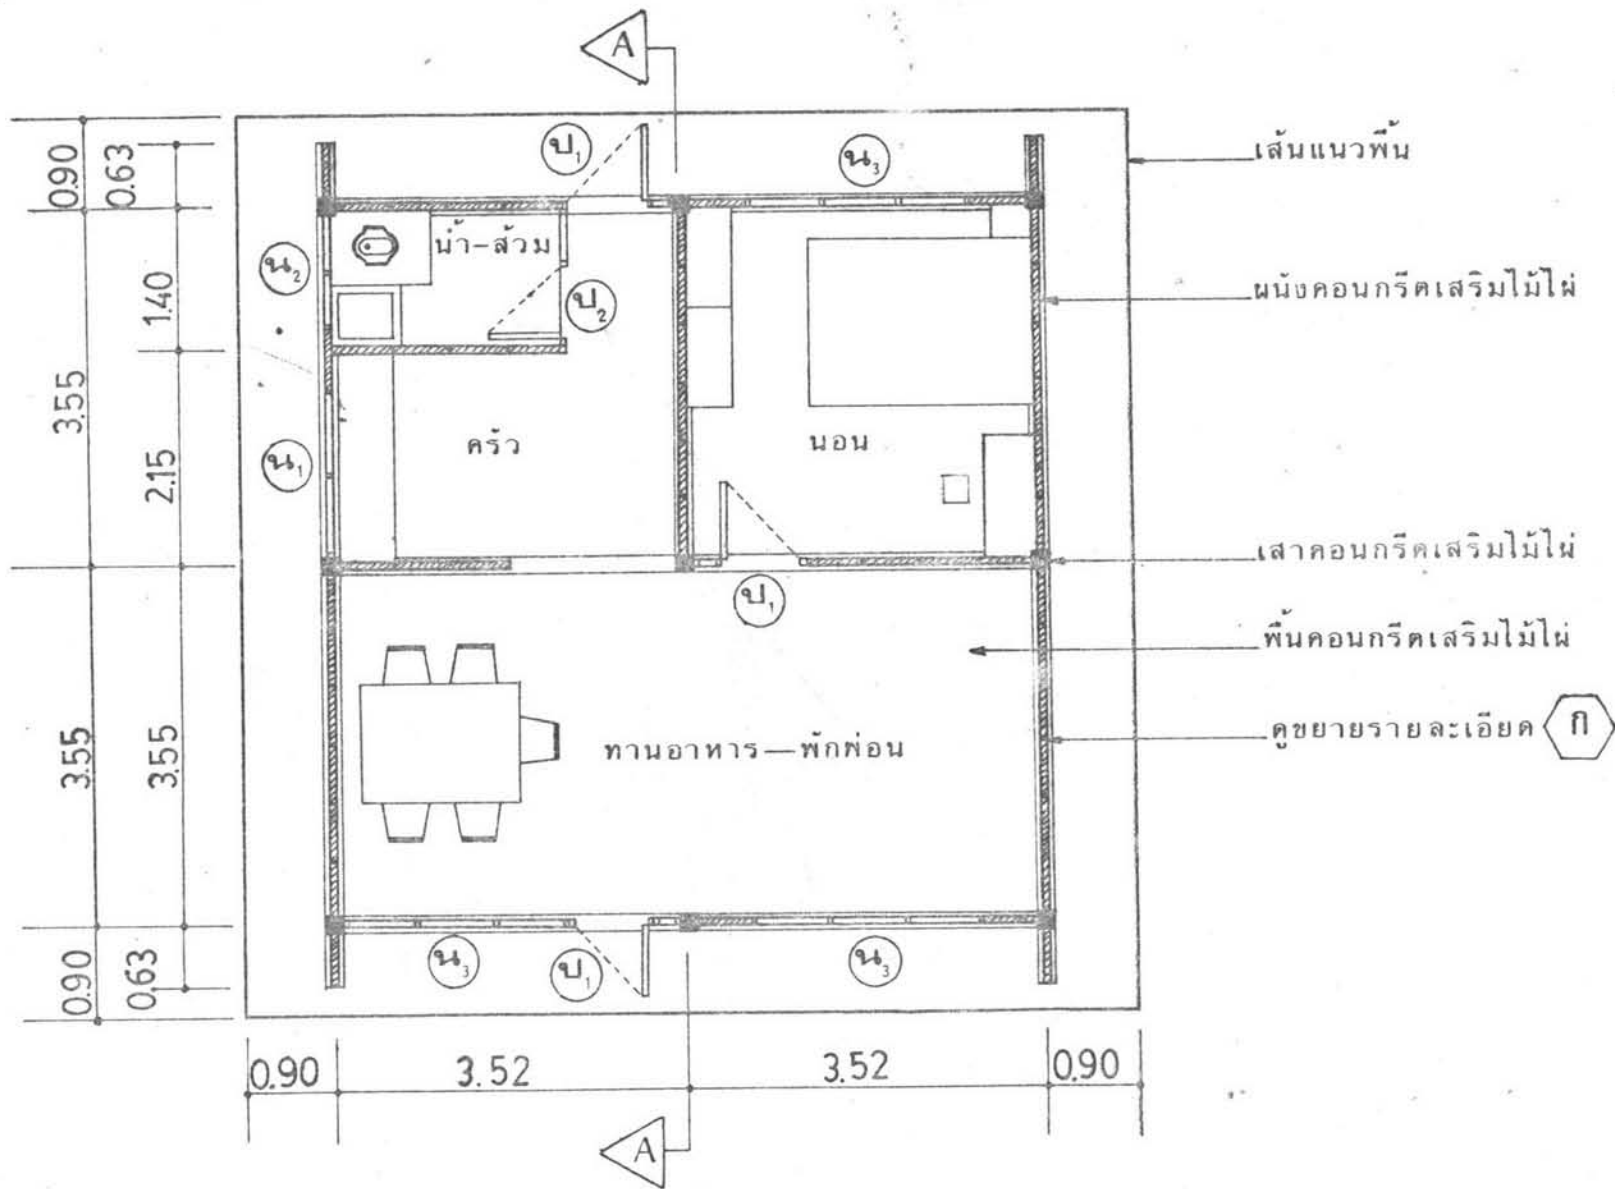 A
ป₁
น₃
เส้นแนวพื้น
0.90
0.63
น้ำ-ส้วม
น₂
ป₂
ผนังคอนกรีตเสริมไม้ไผ่
1.40
3.55
ครัว
นอน
น₁
2.15
เสาคอนกรีตเสริมไม้ไผ่
ป₁
พื้นคอนกรีตเสริมไม้ไผ่
3.55
3.55
ทานอาหาร—พักผ่อน
ดูขยายรายละเอียด ก
น₃
ป₁
น₃
0.90
0.63
0.90
3.52
3.52
0.90
A